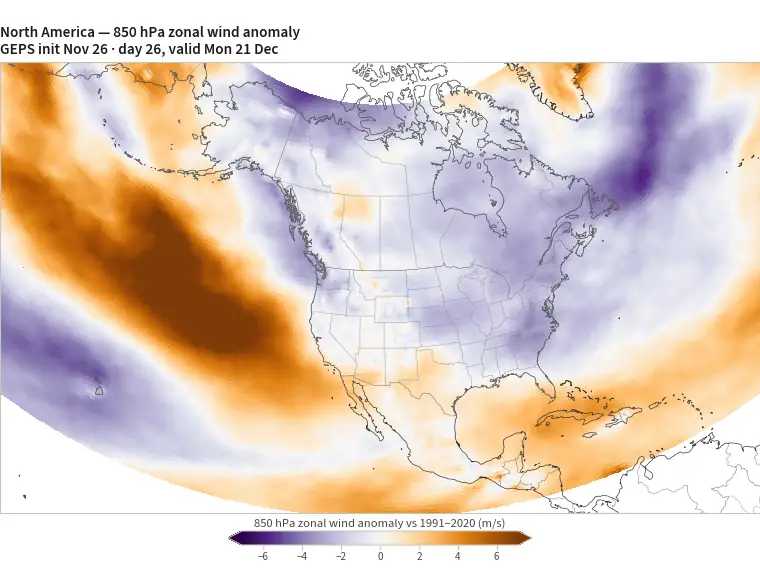 North America — 850 hPa zonal wind anomaly
GEPS init Nov 26 · day 26, valid Mon 21 Dec
850 hPa zonal wind anomaly vs 1991–2020 (m/s)
−6 −4 −2 0 2 4 6